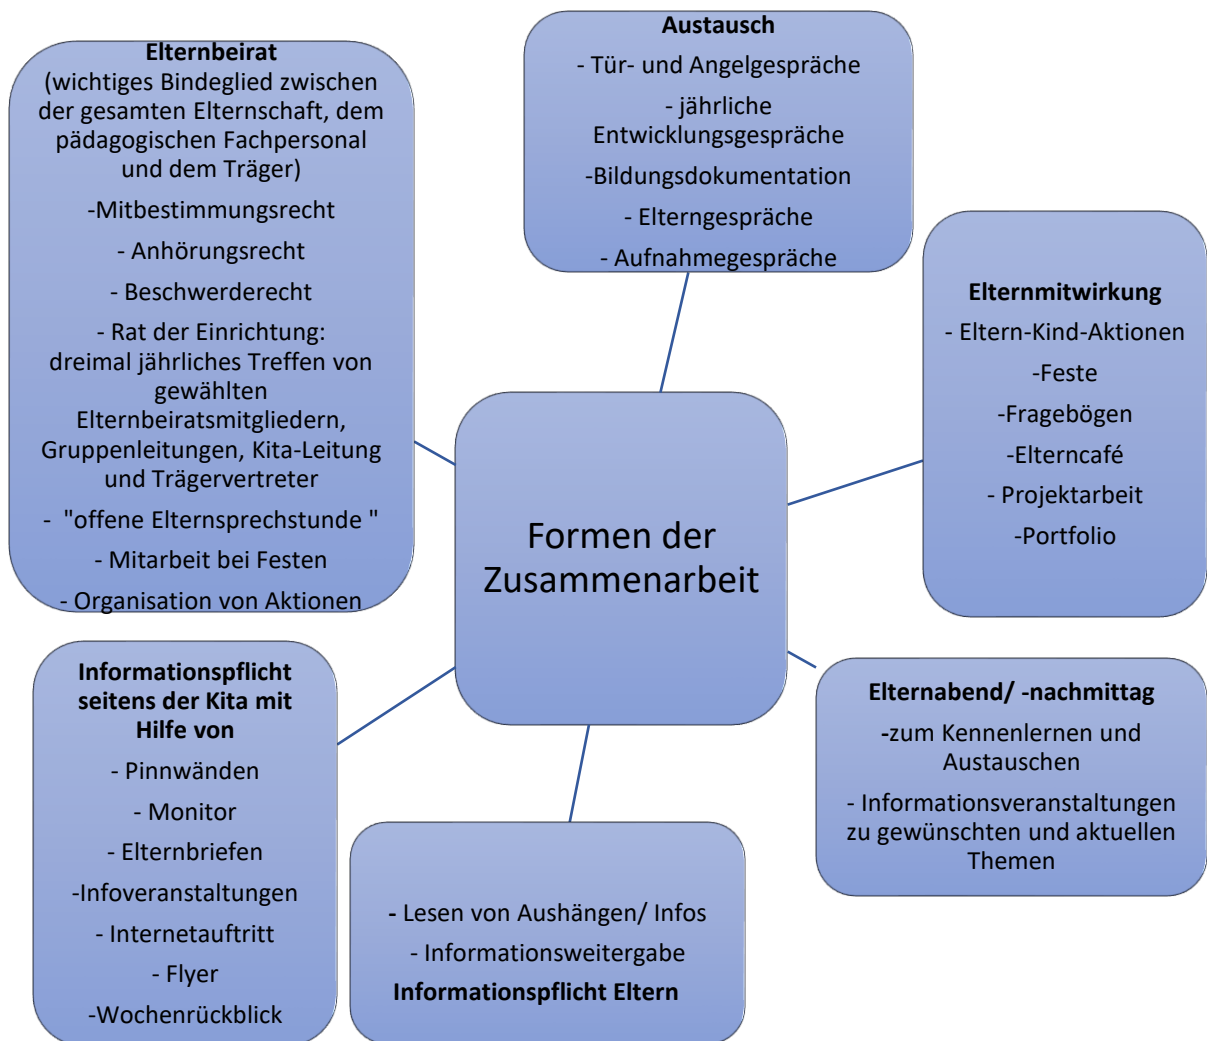 Elternbeirat
(wichtiges Bindeglied zwischen
der gesamten Elternschaft, dem
pädagogischen Fachpersonal
und dem Träger)
-Mitbestimmungsrecht
- Anhörungsrecht
- Beschwerderecht
- Rat der Einrichtung:
dreimal jährliches Treffen von
gewählten
Elternbeiratsmitgliedern,
Gruppenleitungen, Kita-Leitung
und Trägervertreter
- "offene Elternsprechstunde "
- Mitarbeit bei Festen
- Organisation von Aktionen
Austausch
- Tür- und Angelgespräche
- jährliche
Entwicklungsgespräche
-Bildungsdokumentation
- Elterngespräche
- Aufnahmegespräche
Elternmitwirkung
- Eltern-Kind-Aktionen
-Feste
-Fragebögen
-Elterncafé
- Projektarbeit
-Portfolio
Formen der
Zusammenarbeit
Informationspflicht
seitens der Kita mit
Hilfe von
- Pinnwänden
- Monitor
- Elternbriefen
-Infoveranstaltungen
- Internetauftritt
- Flyer
-Wochenrückblick
- Lesen von Aushängen/ Infos
- Informationsweitergabe
Informationspflicht Eltern
Elternabend/ -nachmittag
-zum Kennenlernen und
Austauschen
- Informationsveranstaltungen
zu gewünschten und aktuellen
Themen